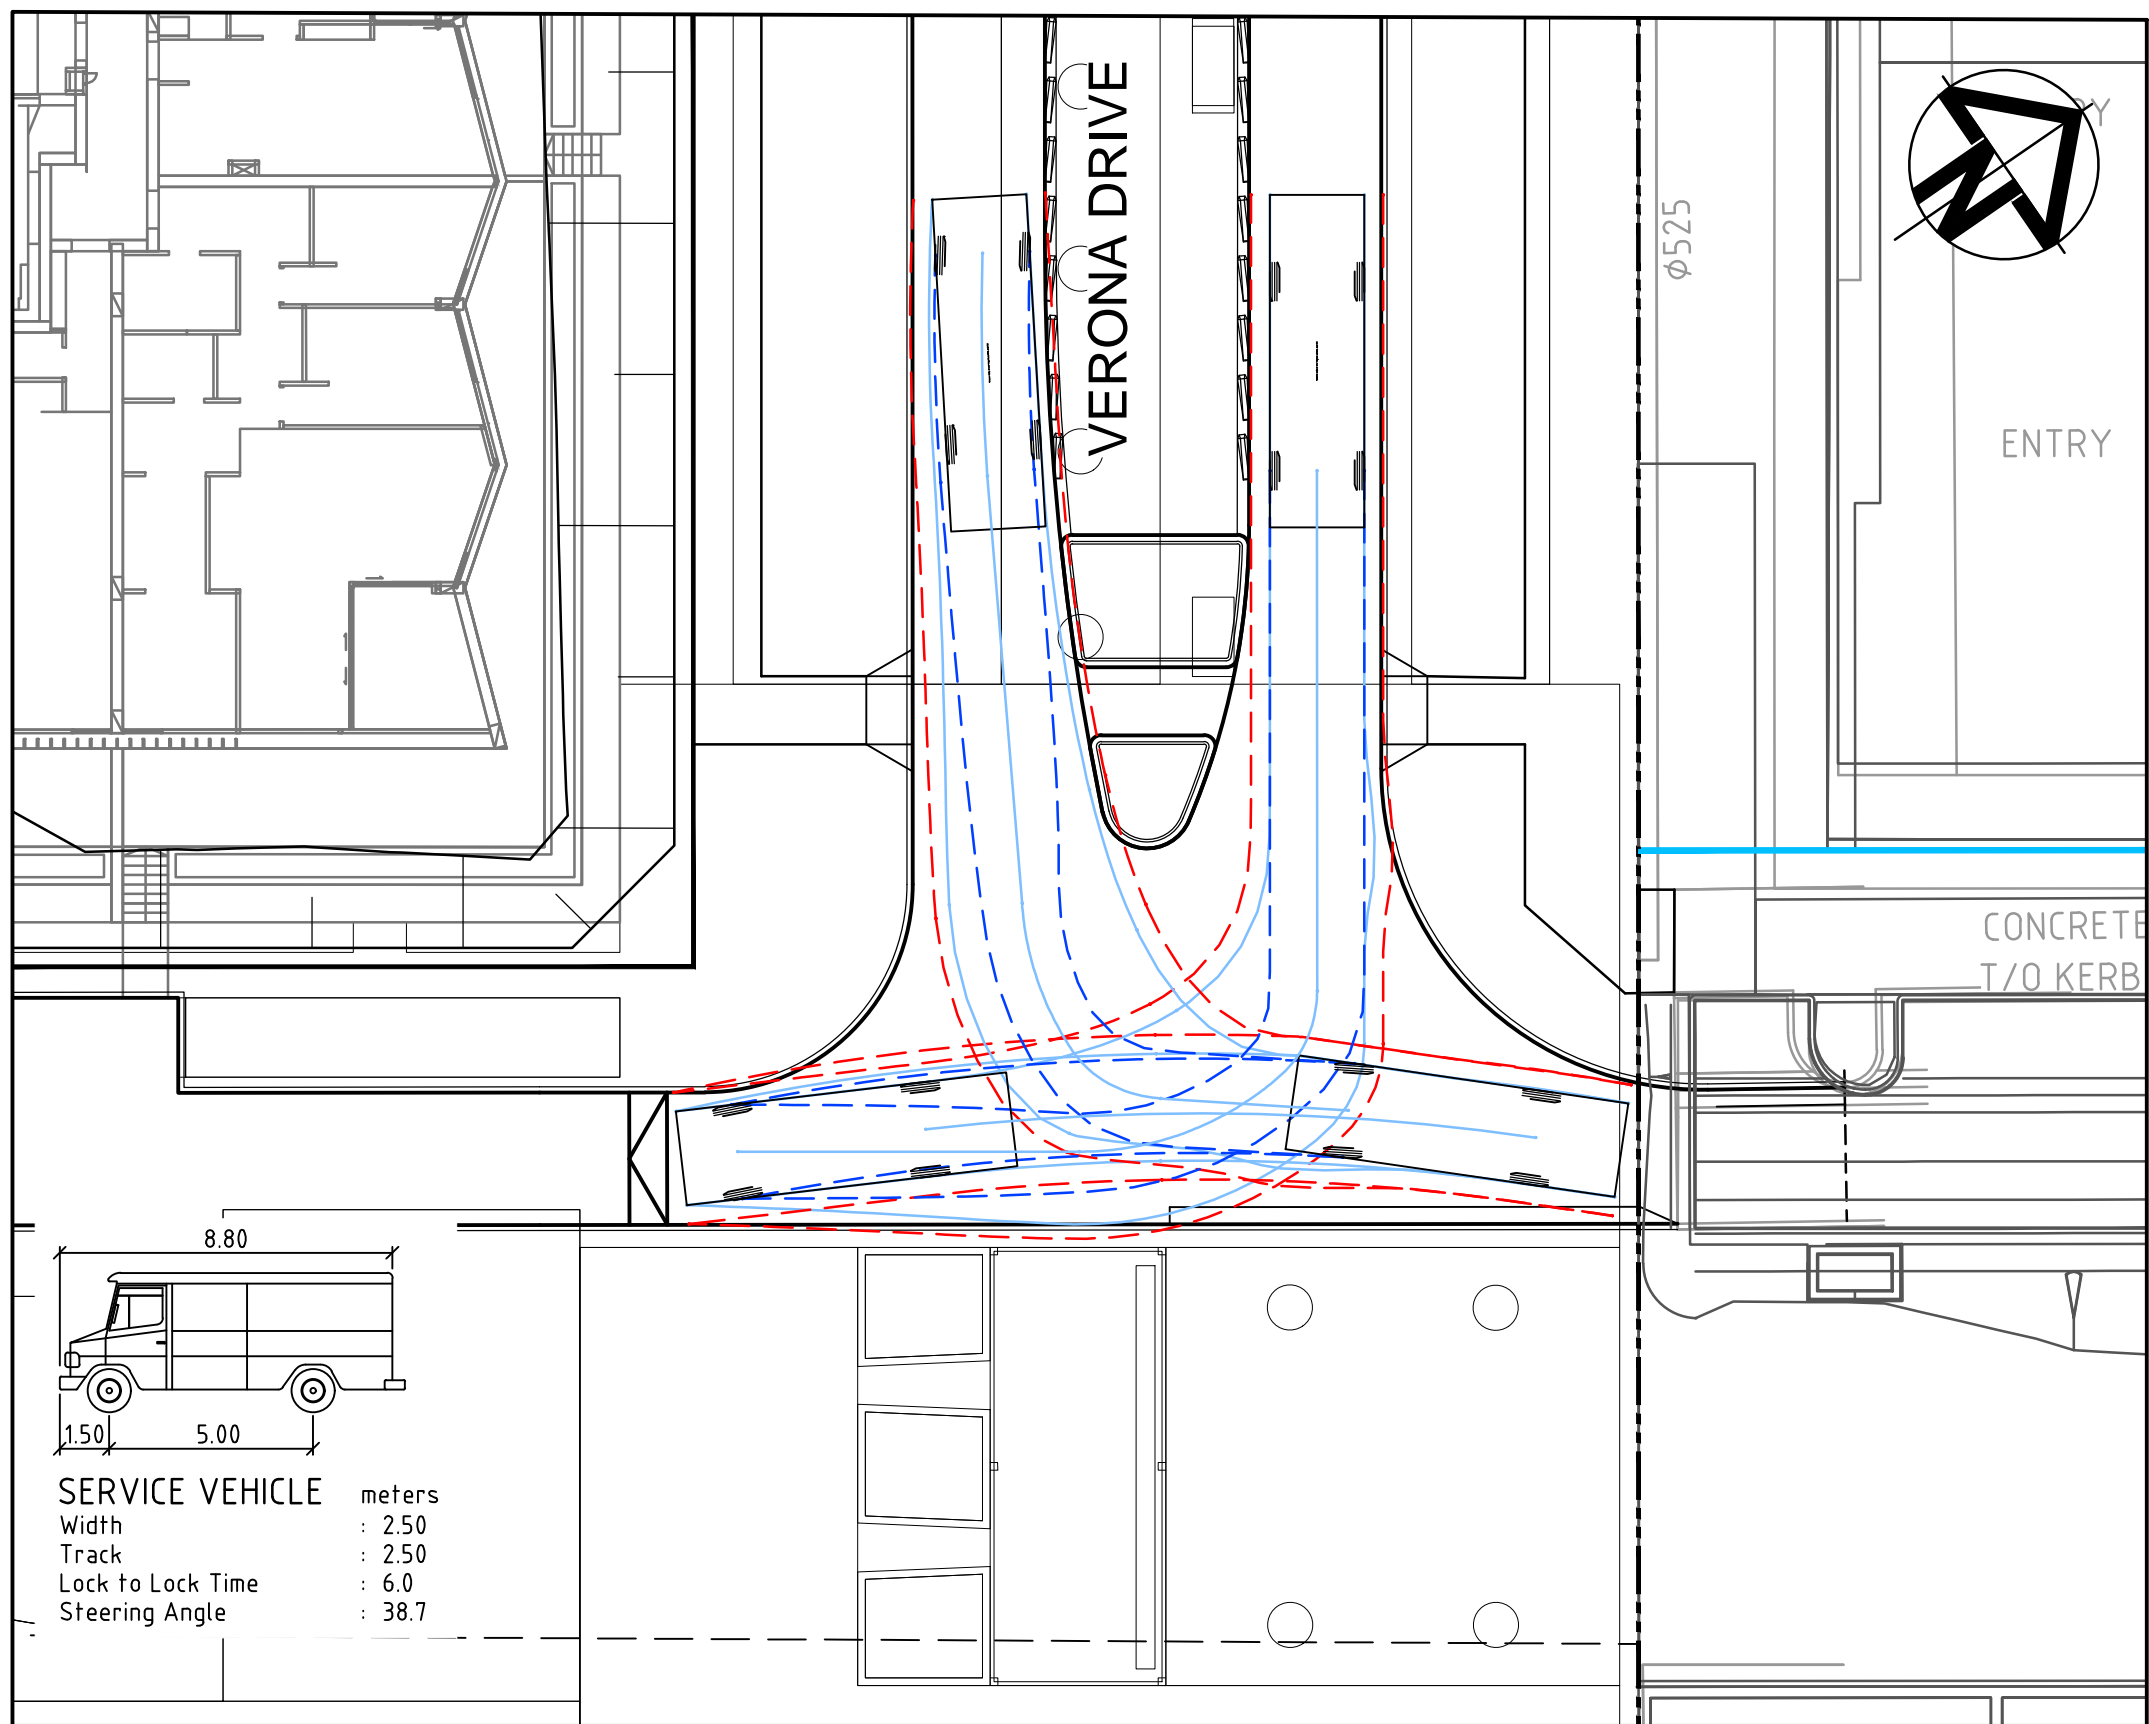 VERONA DRIVE
Y
Ø525
ENTRY
CONCRETE
T/O KERB
N
8.80
1.50
5.00
SERVICE VEHICLE meters
Width : 2.50
Track : 2.50
Lock to Lock Time : 6.0
Steering Angle : 38.7